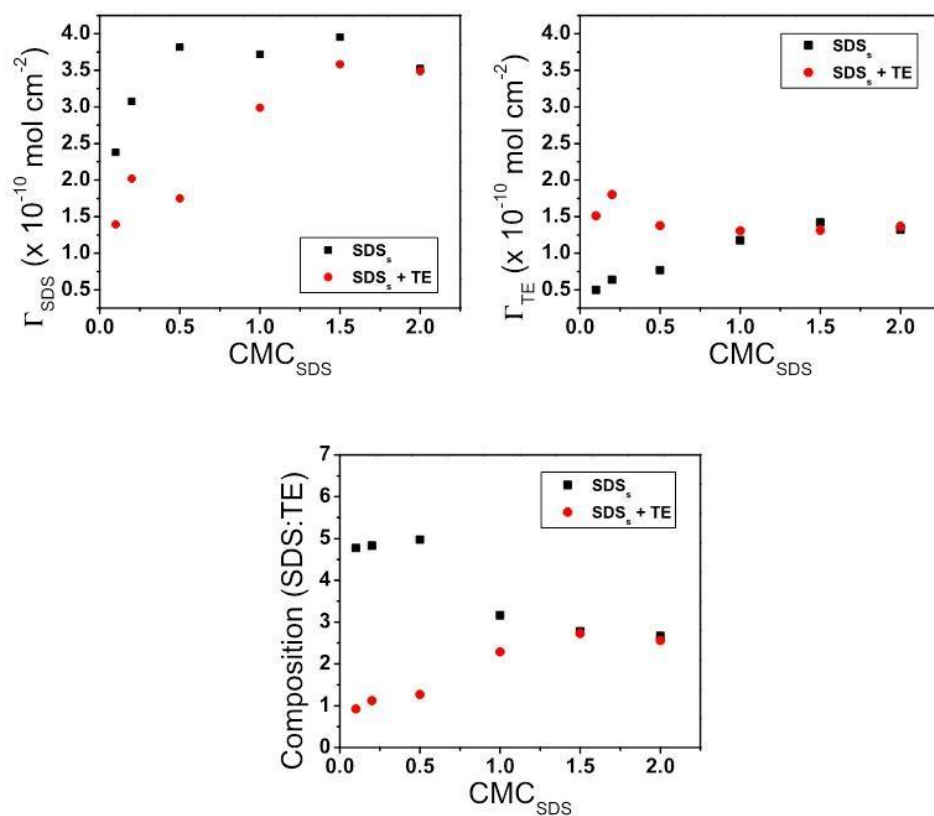 Γ_SDS (x 10^-10 mol cm^-2)
4.0
3.5
3.0
2.5
2.0
1.5
1.0
0.5
SDS_s
SDS_s + TE
0.0 0.5 1.0 1.5 2.0
CMC_SDS
Γ_TE (x 10^-10 mol cm^-2)
4.0
3.5
3.0
2.5
2.0
1.5
1.0
0.5
SDS_s
SDS_s + TE
0.0 0.5 1.0 1.5 2.0
CMC_SDS
Composition (SDS:TE)
7
6
5
4
3
2
1
0
SDS_s
SDS_s + TE
0.0 0.5 1.0 1.5 2.0
CMC_SDS